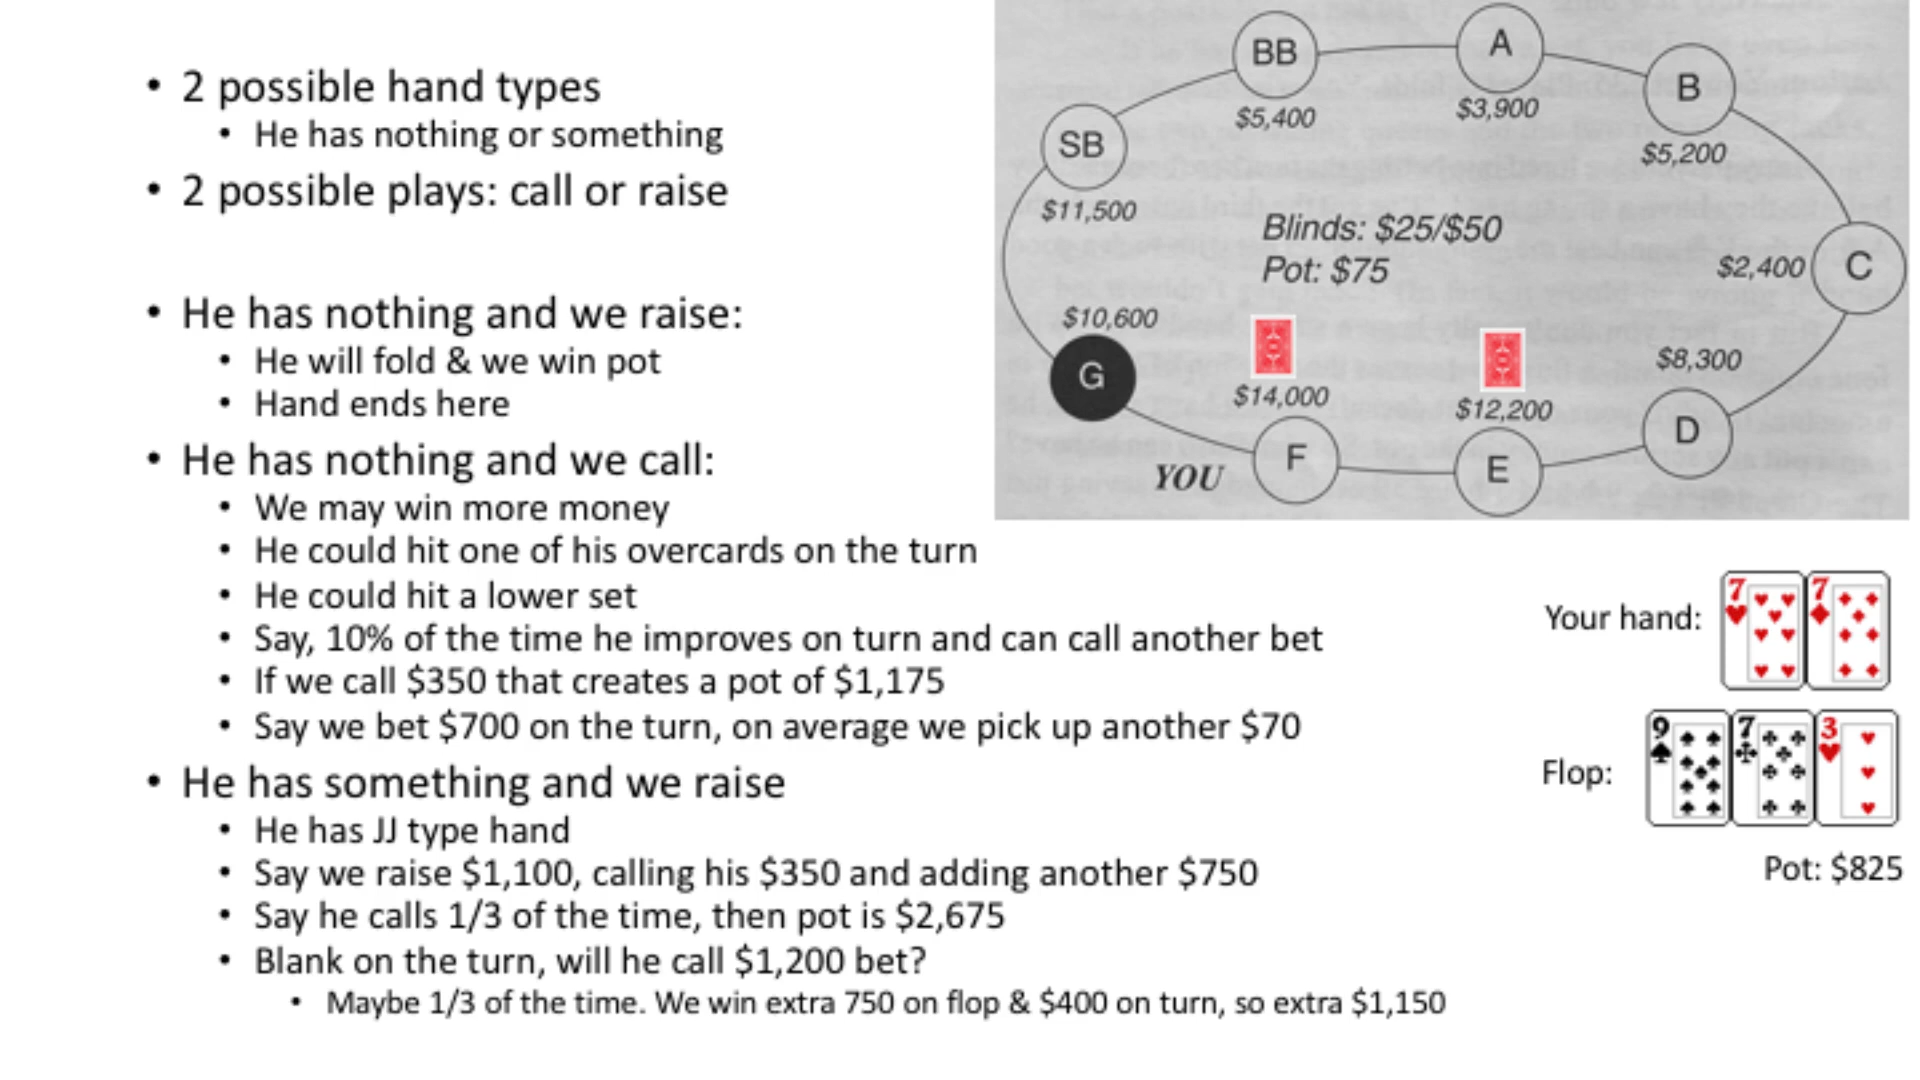 • 2 possible hand types
• He has nothing or something
• 2 possible plays: call or raise
• He has nothing and we raise:
• He will fold & we win pot
• Hand ends here
• He has nothing and we call:
• We may win more money
• He could hit one of his overcards on the turn
• He could hit a lower set
• Say, 10% of the time he improves on turn and can call another bet
• If we call $350 that creates a pot of $1,175
• Say we bet $700 on the turn, on average we pick up another $70
• He has something and we raise
• He has JJ type hand
• Say we raise $1,100, calling his $350 and adding another $750
• Say he calls 1/3 of the time, then pot is $2,675
• Blank on the turn, will he call $1,200 bet?
• Maybe 1/3 of the time. We win extra 750 on flop & $400 on turn, so extra $1,150
BB
$5,400
A
$3,900
B
$5,200
SB
$11,500
Blinds: $25/$50
Pot: $75
$2,400
C
$10,600
G
$14,000
F
YOU
$12,200
E
$8,300
D
Your hand:
7
7
Flop:
9
7
3
Pot: $825